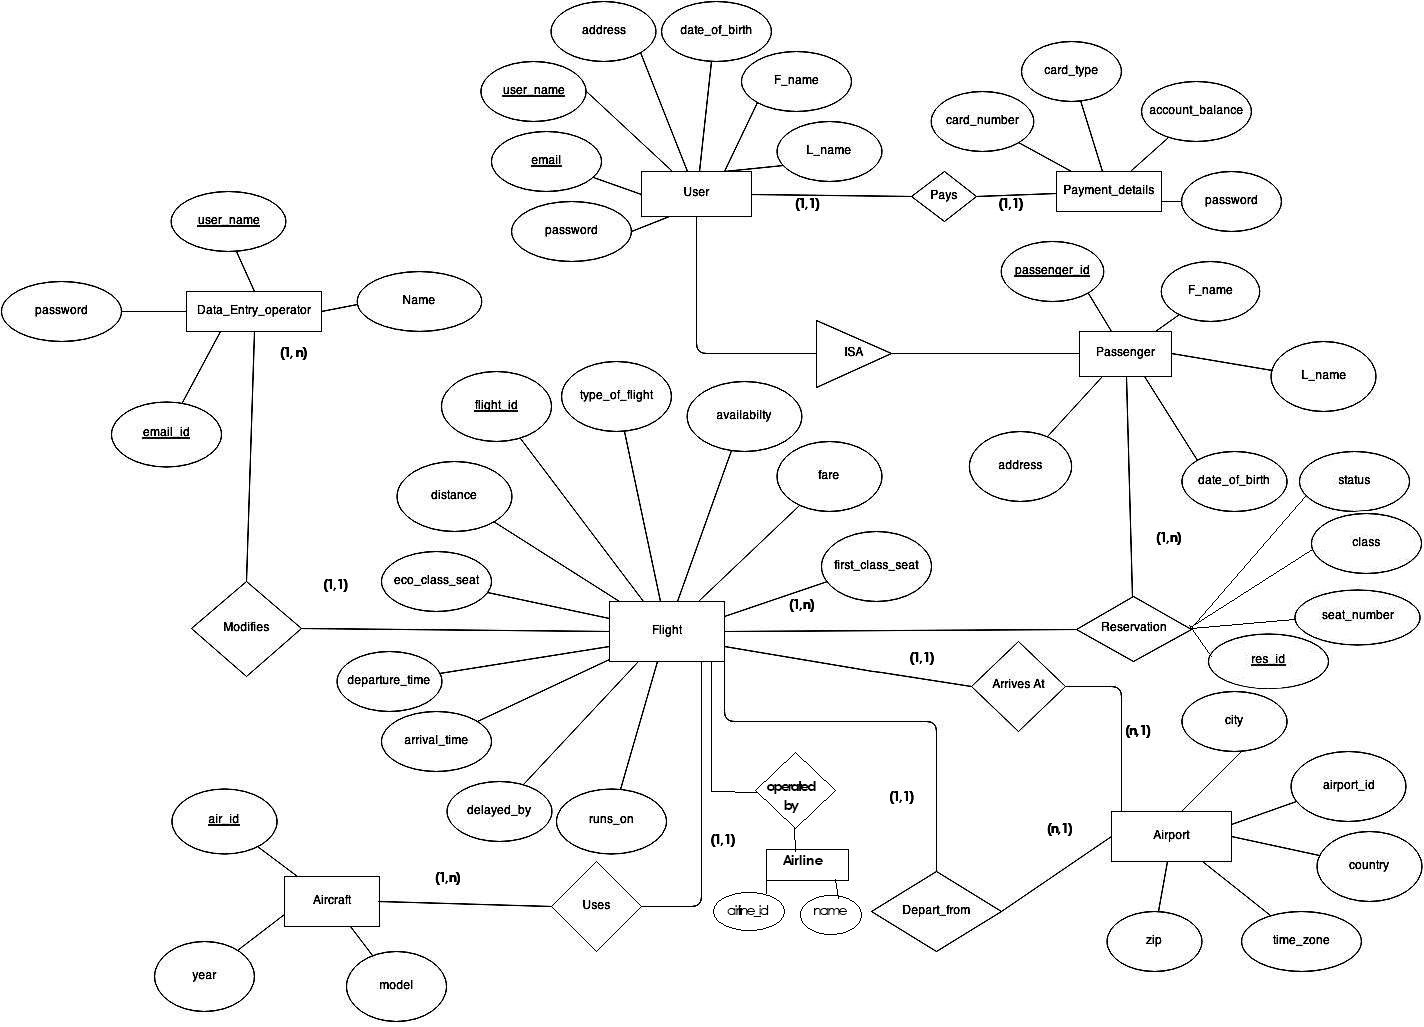 address
date_of_birth
F_name
user_name
L_name
email
User
password
card_type
card_number
account_balance
Payment_details
password
Pays
(1,1)
(1,1)
user_name
password
Data_Entry_operator
Name
(1,n)
email_id
passenger_id
F_name
Passenger
L_name
address
date_of_birth
ISA
flight_id
type_of_flight
availabilty
distance
fare
eco_class_seat
first_class_seat
(1,1)
Modifies
Flight
(1,n)
(1,n)
Reservation
status
class
seat_number
res_id
departure_time
arrival_time
delayed_by
runs_on
(1,1)
Arrives At
(n,1)
city
airport_id
Airport
country
zip
time_zone
operated
by
Airline
airline_id
name
(1,1)
(1,1)
(n,1)
Depart_from
air_id
Aircraft
year
model
(1,n)
Uses